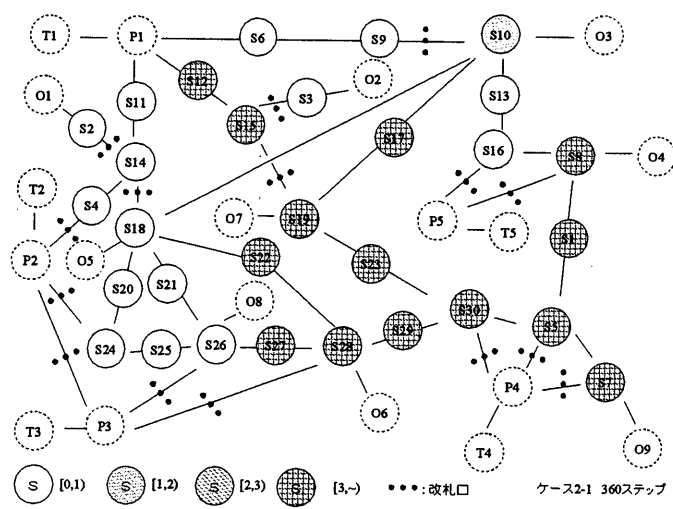 T1
P1
S6
S9
S10
O3
O1
S2
S11
S12
S3
O2
S13
S15
S17
S14
S16
S8
O4
T2
S4
P2
O5
S18
O7
S19
P5
T5
S1
S22
S23
S20
S21
O8
S30
S5
S24
S25
S26
S27
S28
S29
S7
P4
T3
P3
O6
T4
O9
S [0,1)
S [1,2)
S [2,3)
S [3,~)
:改札口
ケース2-1 360ステップ